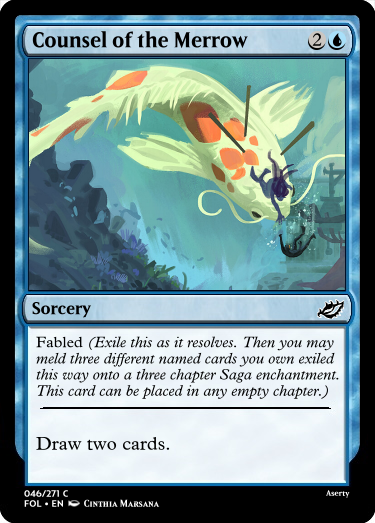 Counsel of the Merrow 2
Sorcery
Fabled (Exile this as it resolves. Then you may
meld three different named cards you own exiled
this way onto a three chapter Saga enchantment.
This card can be placed in any empty chapter.)
Draw two cards.
046/271 C
FOL • EN Cinthia Marsana
Aserty